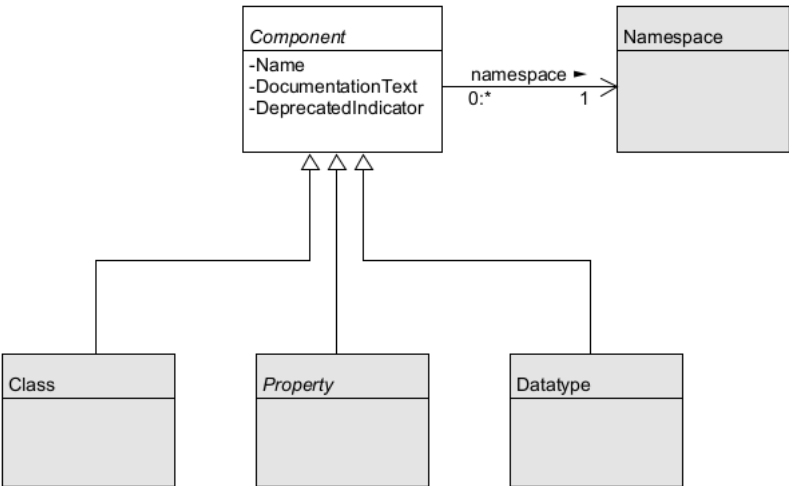 Component
-Name
-DocumentationText
-DeprecatedIndicator
namespace ►
0:*
1
Namespace
Class
Property
Datatype